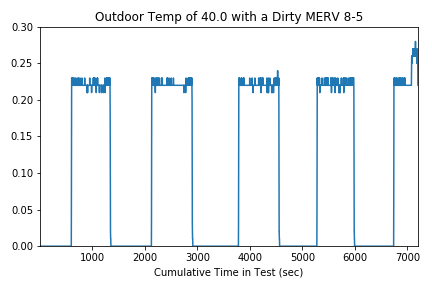 Outdoor Temp of 40.0 with a Dirty MERV 8-5
0.30
0.25
0.20
0.15
0.10
0.05
0.00
1000 2000 3000 4000 5000 6000 7000
Cumulative Time in Test (sec)